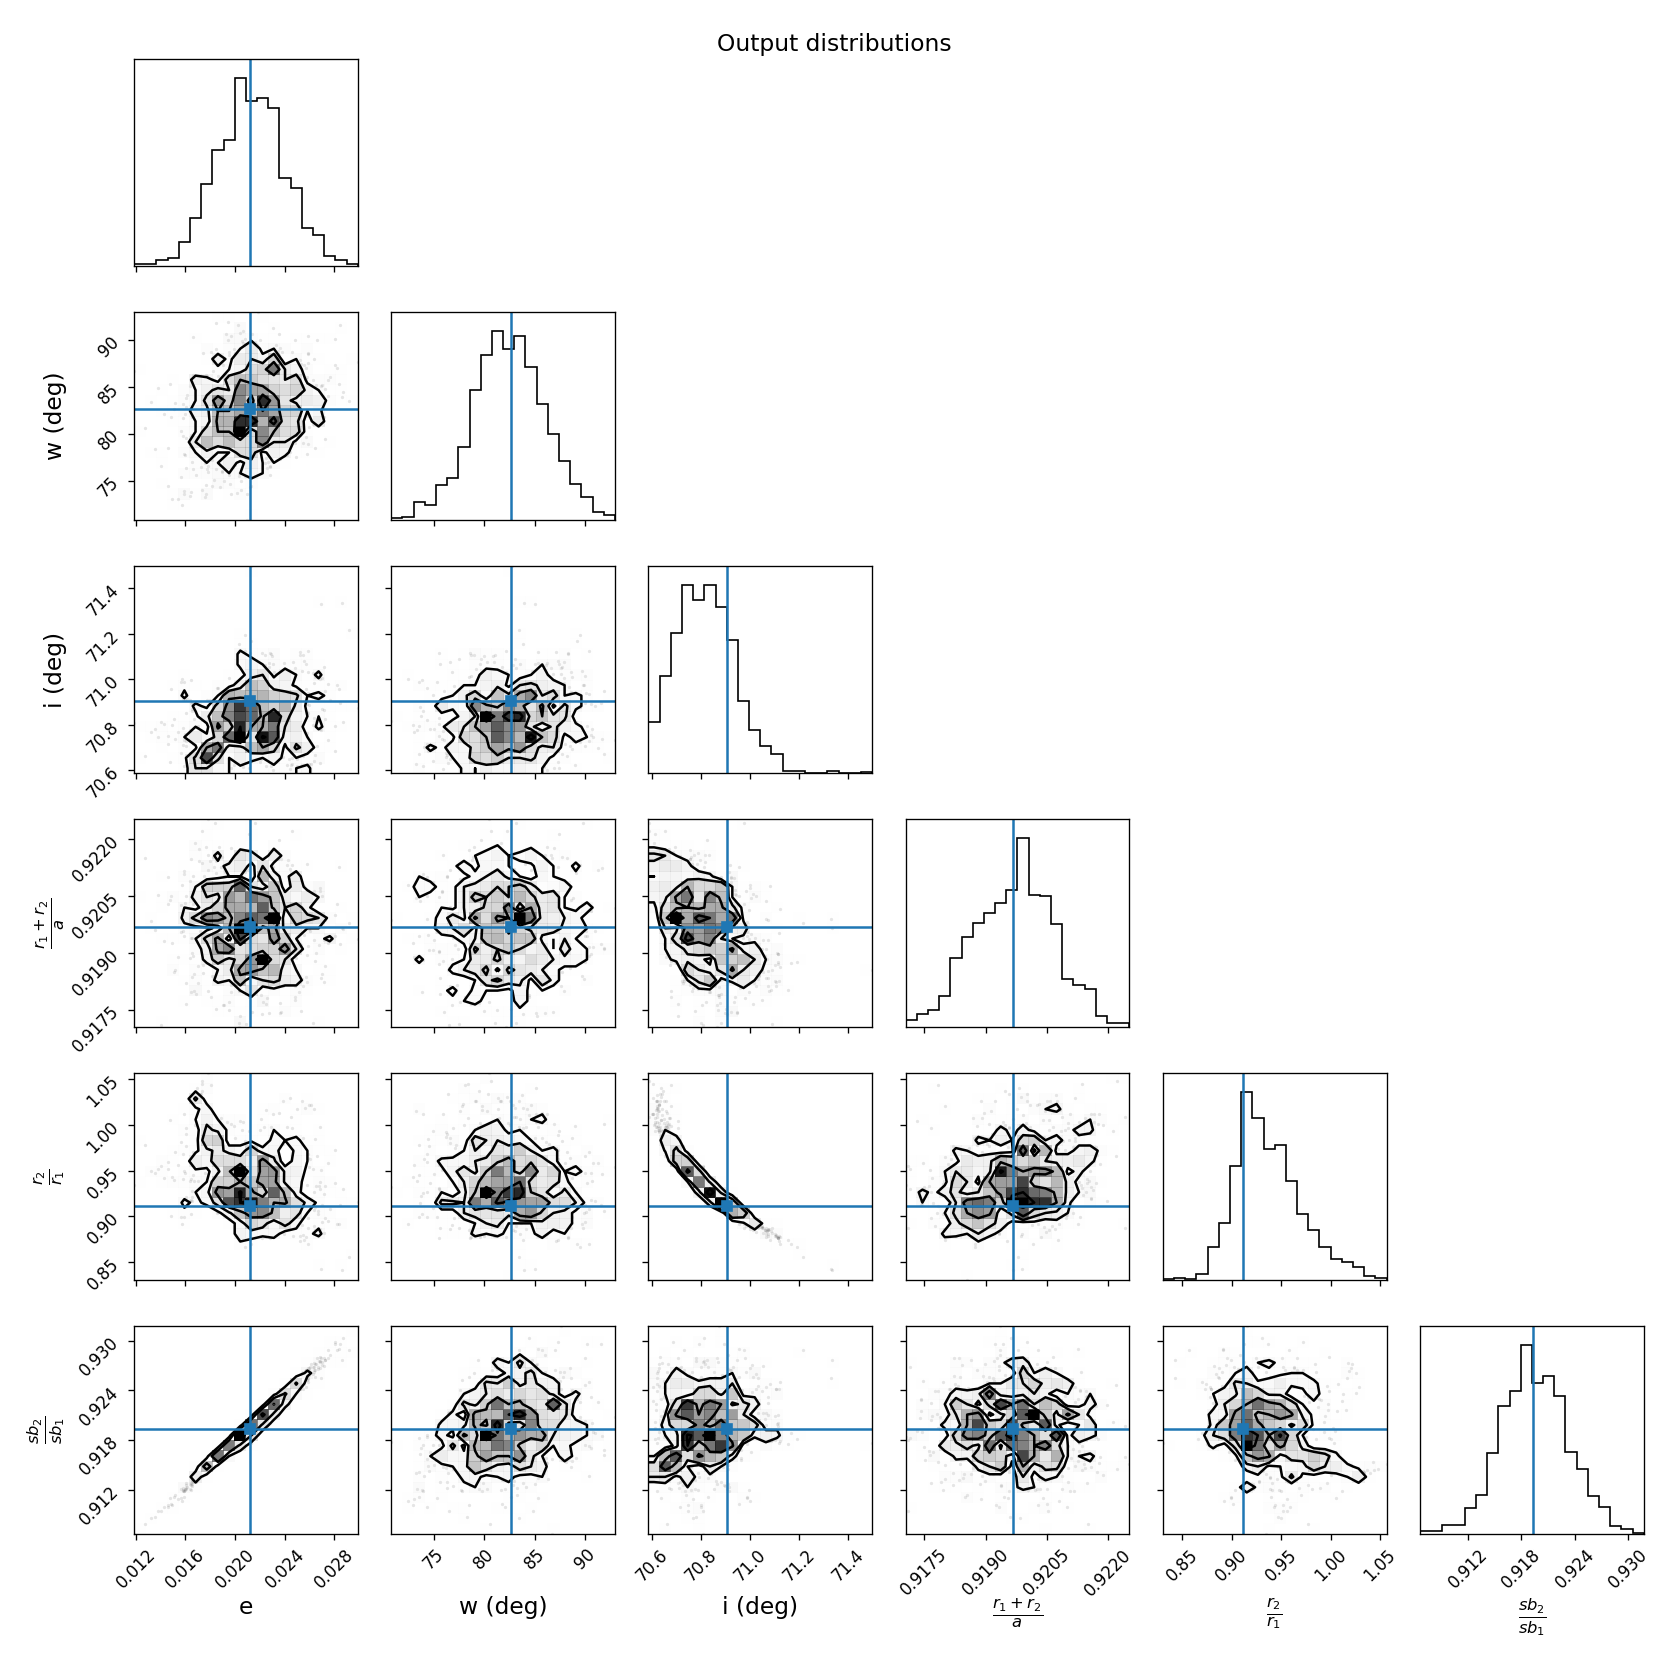 Output distributions
w (deg)
90
85
80
75
i (deg)
71.4
71.2
71.0
70.8
70.6
r₁ + r₂
a
0.9220
0.9205
0.9190
0.9175
r₂
r₁
1.05
1.00
0.95
0.90
0.85
sb₂
sb₁
0.930
0.924
0.918
0.912
0.012 0.016 0.020 0.024 0.028 75 80 85 90 70.6 70.8 71.0 71.2 71.4 0.9175 0.9190 0.9205 0.9220 0.85 0.90 0.95 1.00 1.05 0.912 0.918 0.924 0.930
e w (deg) i (deg) r₁ + r₂ r₂ sb₂
a r₁ sb₁